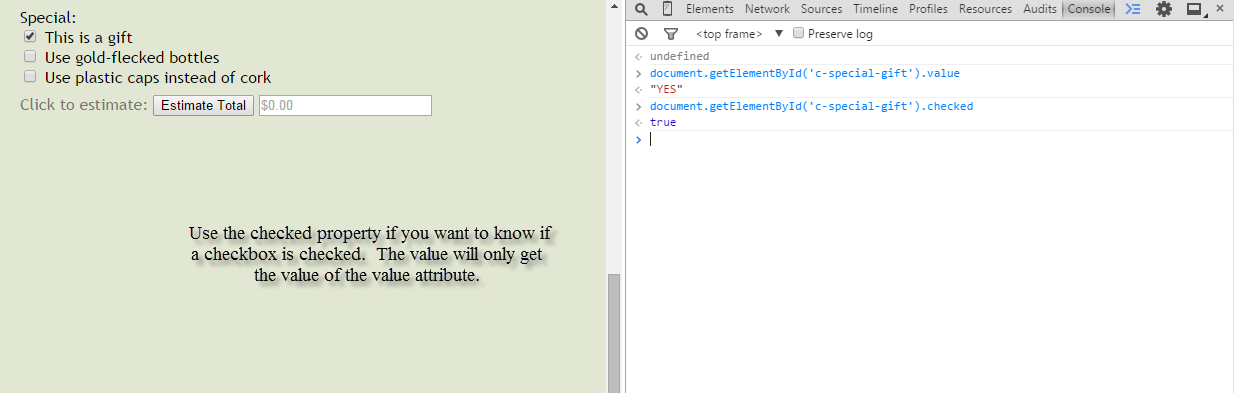 Special:
This is a gift
Use gold-flecked bottles
Use plastic caps instead of cork
Click to estimate: Estimate Total $0.00
Use the checked property if you want to know if
a checkbox is checked. The value will only get
the value of the value attribute.
Elements Network Sources Timeline Profiles Resources Audits Console
<top frame> Preserve log
undefined
document.getElementById('c-special-gift').value
"YES"
document.getElementById('c-special-gift').checked
true